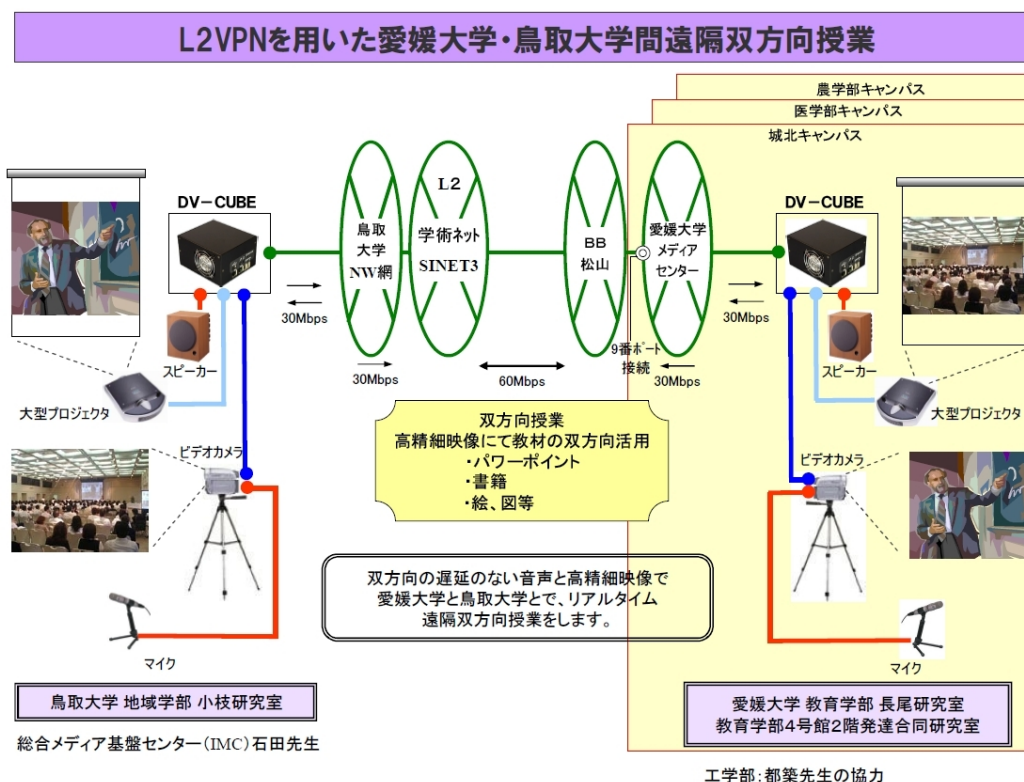 L2VPNを用いた愛媛大学・鳥取大学間遠隔双方向授業
農学部キャンパス
医学部キャンパス
城北キャンパス
DV－CUBE
鳥取
大学
NW網
L2
学術ネット
SINET3
BB
松山
愛媛大学
メディア
センター
DV－CUBE
30Mbps
30Mbps
60Mbps
9番ポート
接続
30Mbps
30Mbps
スピーカー
大型プロジェクタ
ビデオカメラ
マイク
スピーカー
大型プロジェクタ
ビデオカメラ
マイク
双方向授業
高精細映像にて教材の双方向活用
・パワーポイント
・書籍
・絵、図等
双方向の遅延のない音声と高精細映像で
愛媛大学と鳥取大学とで、リアルタイム
遠隔双方向授業をします。
鳥取大学 地域学部 小枝研究室
総合メディア基盤センター（IMC）石田先生
愛媛大学 教育学部 長尾研究室
教育学部４号館２階発達合同研究室
工学部：都築先生の協力